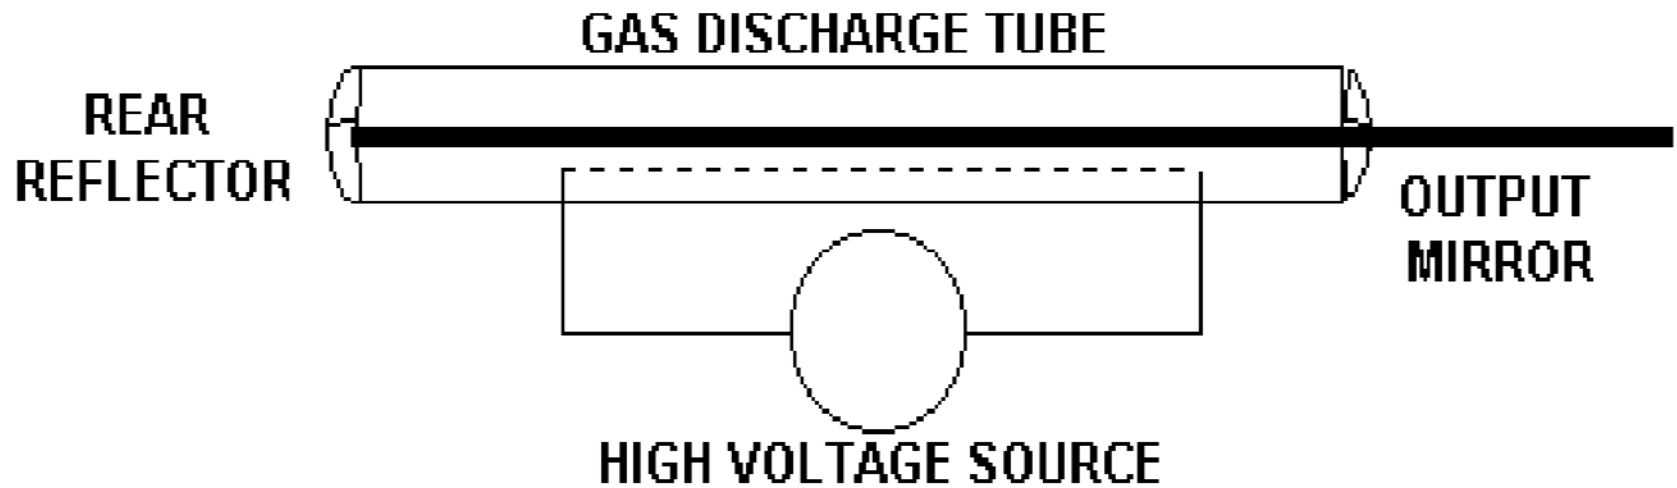 GAS DISCHARGE TUBE
REAR
REFLECTOR
OUTPUT
MIRROR
HIGH VOLTAGE SOURCE